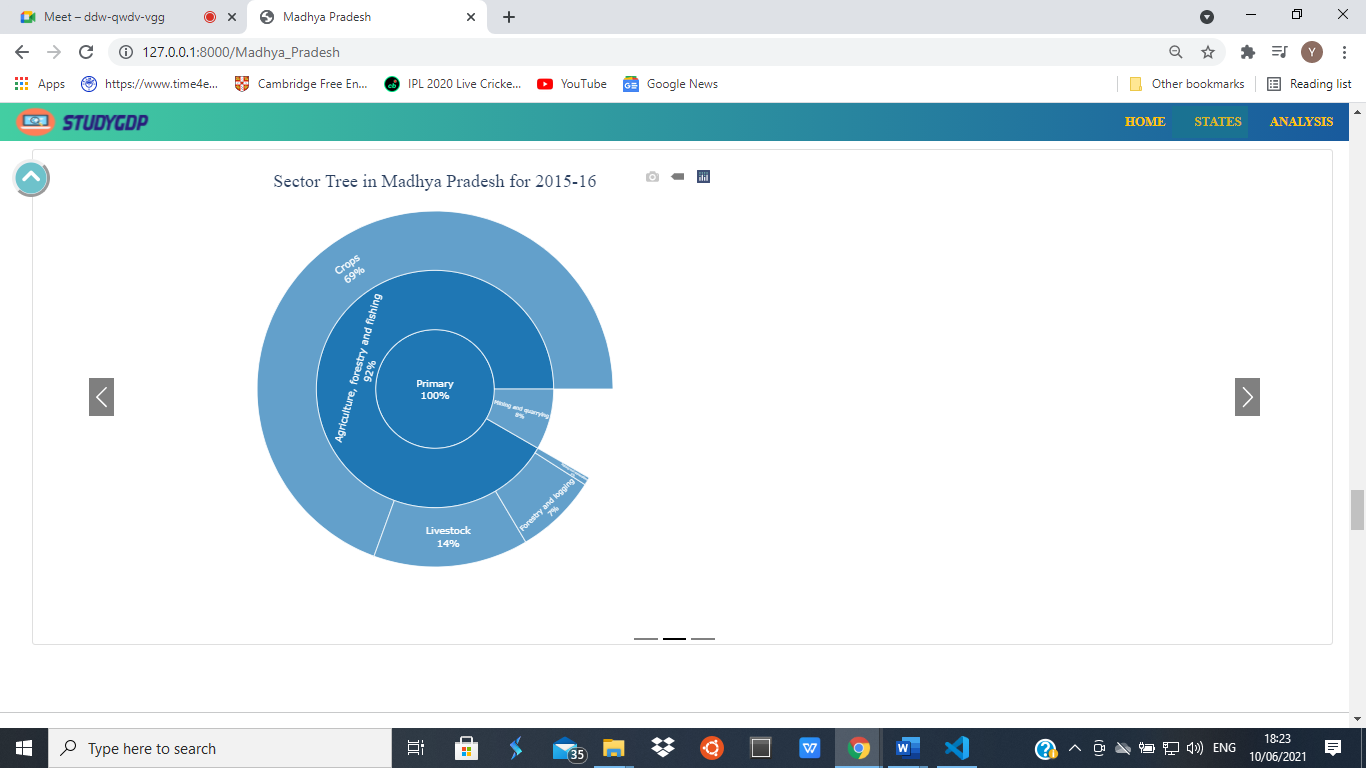 Meet – ddw-qwdv-vgg
Madhya Pradesh
127.0.0.1:8000/Madhya_Pradesh
Y
Apps
https://www.time4e...
Cambridge Free En...
IPL 2020 Live Cricke...
YouTube
Google News
Other bookmarks
Reading list
STUDYGDP
HOME
STATES
ANALYSIS
Sector Tree in Madhya Pradesh for 2015-16
Crops
69%
Agriculture, forestry and fishing
92%
Primary
100%
Mining and quarrying
8%
Forestry and logging
7%
Livestock
14%
Type here to search
35
ENG
18:23
10/06/2021